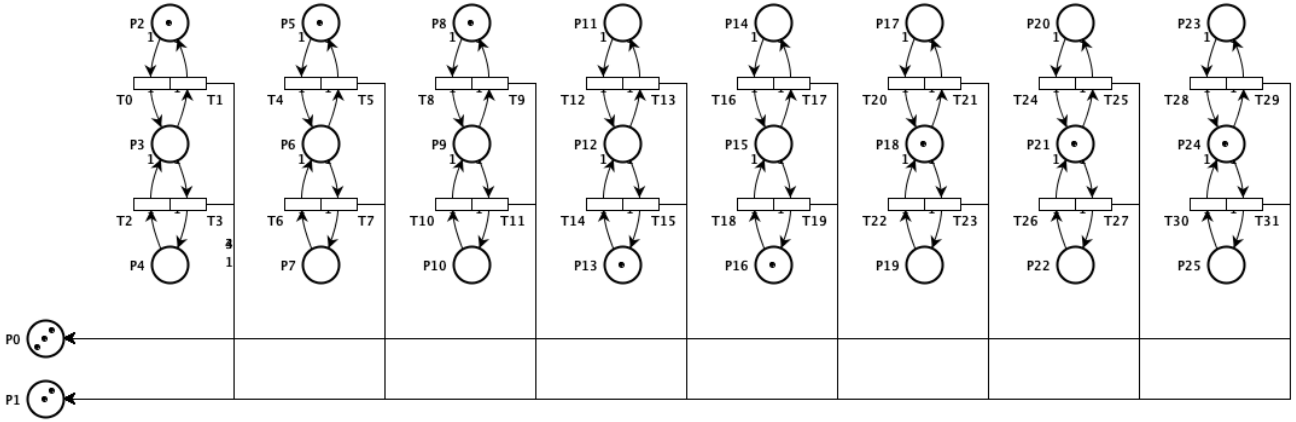 P2 P5 P8 P11 P14 P17 P20 P23
1 1 1 1 1 1 1 1
T0 T1 T4 T5 T8 T9 T12 T13 T16 T17 T20 T21 T24 T25 T28 T29
P3 P6 P9 P12 P15 P18 P21 P24
1 1 1 1 1 1 1 1
T2 T3 T6 T7 T10 T11 T14 T15 T18 T19 T22 T23 T26 T27 T30 T31
P4 P7 P10 P13 P16 P19 P22 P25
1
P0
P1